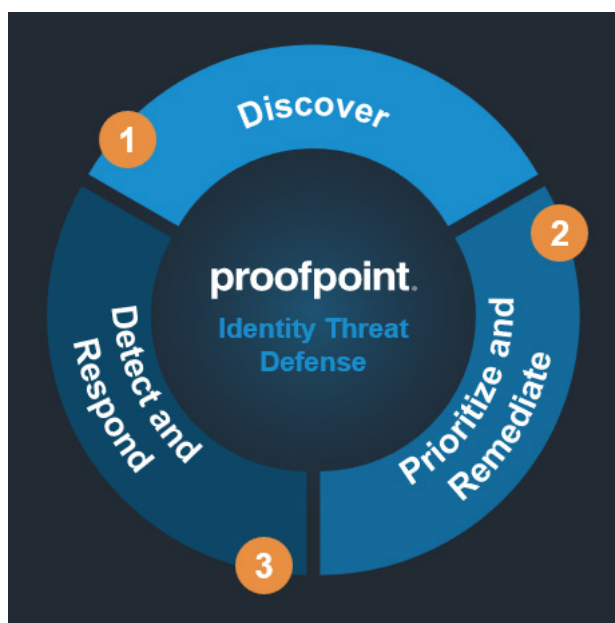 1
Discover
2
proofpoint.
Identity Threat
Defense
Prioritize and
Remediate
Detect and
Respond
3